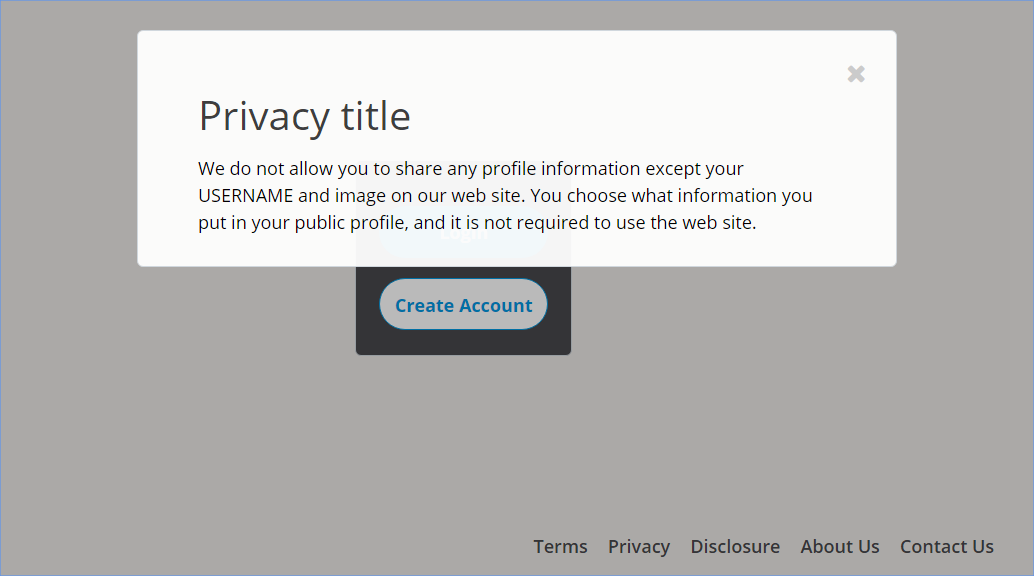 Privacy title
We do not allow you to share any profile information except your
USERNAME and image on our web site. You choose what information you
put in your public profile, and it is not required to use the web site.
Create Account
Terms Privacy Disclosure About Us Contact Us